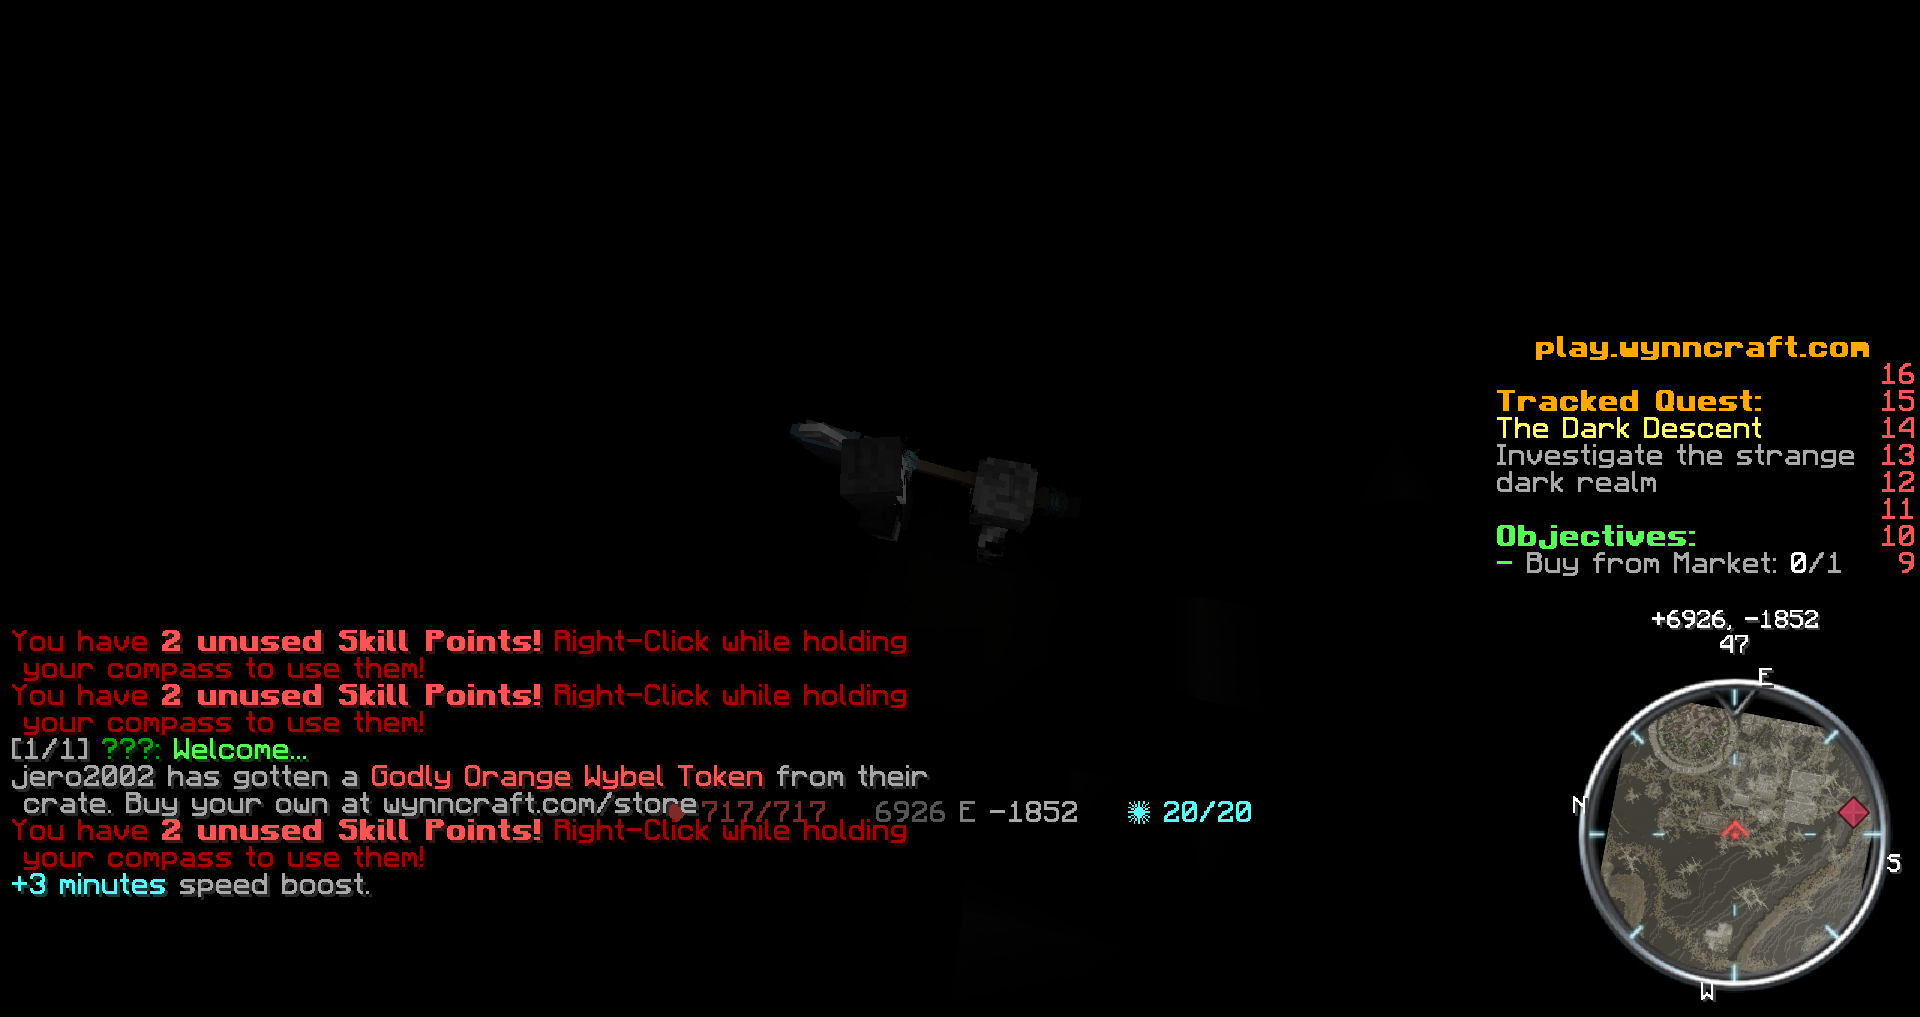 play.wynncraft.com
16
Tracked Quest: 15
The Dark Descent 14
Investigate the strange 13
dark realm 12
11
Objectives: 10
- Buy from Market: 0/1 9
+6926, -1852
47
E
N
S
W
You have 2 unused Skill Points! Right-Click while holding
your compass to use them!
You have 2 unused Skill Points! Right-Click while holding
your compass to use them!
[1/1] ???: Welcome...
jero2002 has gotten a Godly Orange Wybel Token from their
crate. Buy your own at wynncraft.com/store
717/717 6926 E -1852 20/20
You have 2 unused Skill Points! Right-Click while holding
your compass to use them!
+3 minutes speed boost.